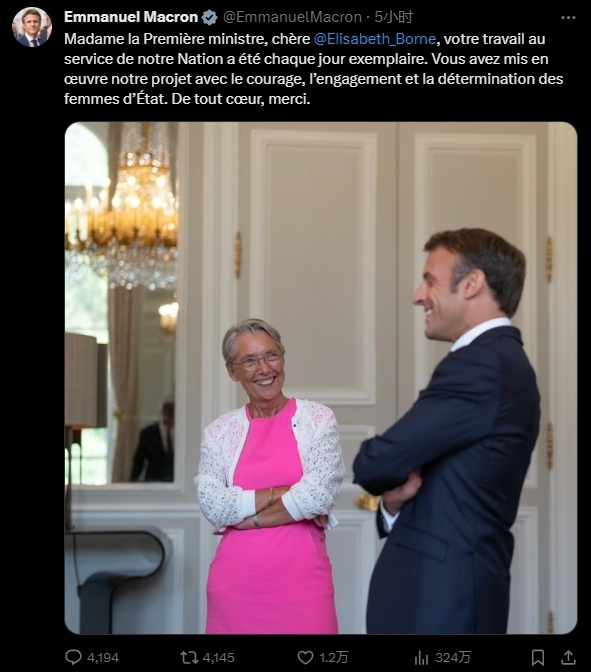 Emmanuel Macron @EmmanuelMacron · 5小时
Madame la Première ministre, chère @Elisabeth_Borne, votre travail au
service de notre Nation a été chaque jour exemplaire. Vous avez mis en
œuvre notre projet avec le courage, l’engagement et la détermination des
femmes d’État. De tout cœur, merci.
4,194 4,145 1.2万 324万